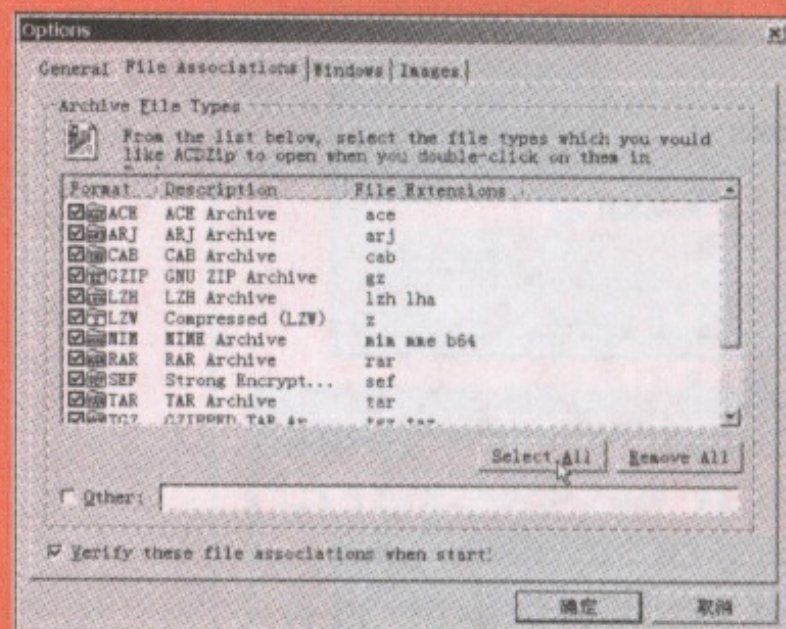 Options
General File Associations Windows Images
Archive File Types
From the list below, select the file types which you would
like ACDZip to open when you double-click on them in
Format Description File Extensions
ACE ACE Archive ace
ARJ ARJ Archive arj
CAB CAB Archive cab
GZIP GNU ZIP Archive gz
LZH LZH Archive lzh lha
LZW Compressed (LZW) z
MIM MIME Archive mim mme b64
RAR RAR Archive rar
SEF Strong Encrypt... sef
TAR TAR Archive tar
TGZ GZIPPED TAR
Select All Remove All
Other:
Verify these file associations when start!
确定 取消